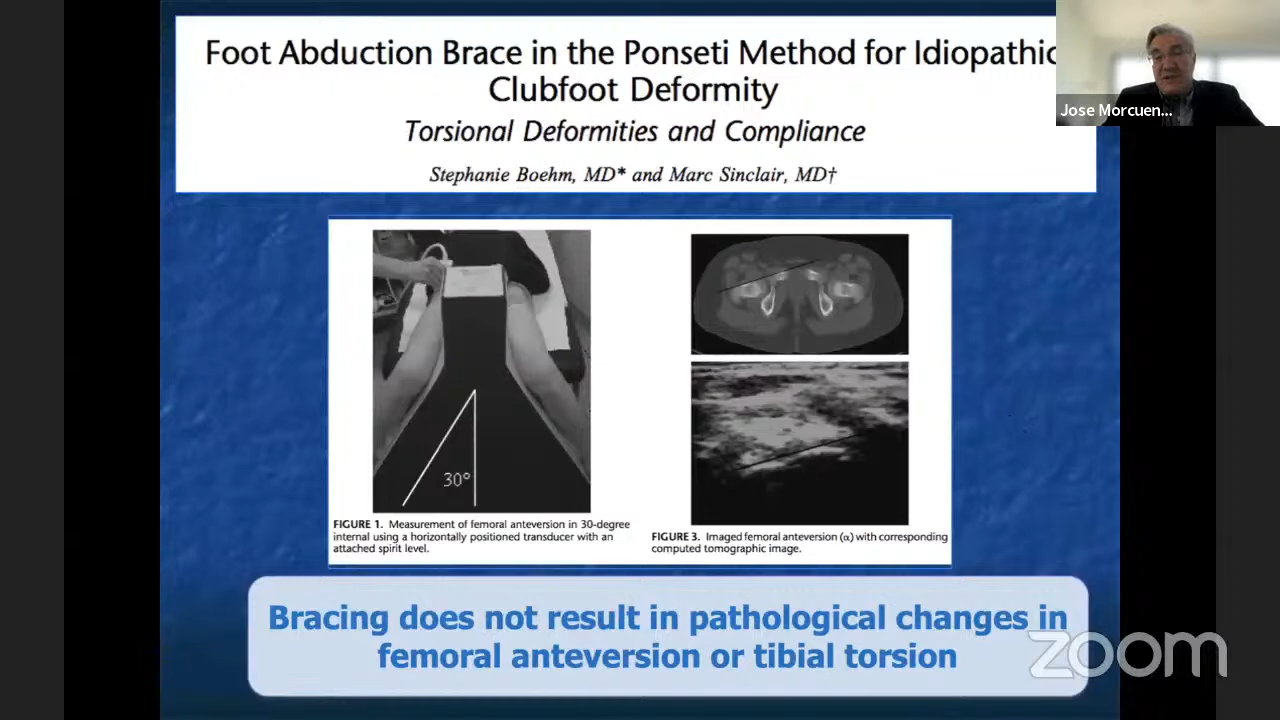 Foot Abduction Brace in the Ponseti Method for Idiopathic
Clubfoot Deformity
Torsional Deformities and Compliance
Stephanie Boehm, MD* and Marc Sinclair, MD†
Jose Morcuen...
30°
FIGURE 1. Measurement of femoral anteversion in 30-degree
internal using a horizontally positioned transducer with an
attached spirit level.
FIGURE 3. Imaged femoral anteversion (α) with corresponding
computed tomographic image.
Bracing does not result in pathological changes in
femoral anteversion or tibial torsion
zoom